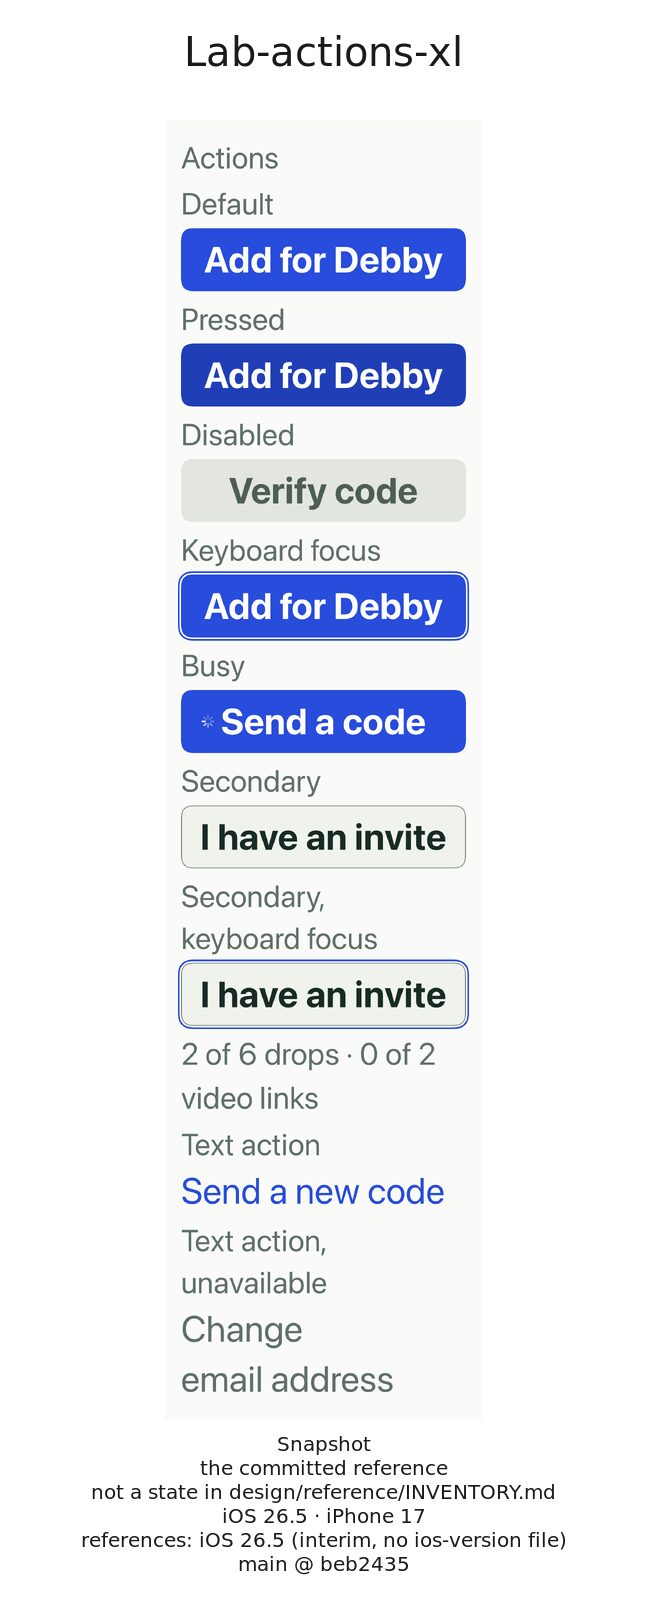 Lab-actions-xl
Actions
Default
Add for Debby
Pressed
Add for Debby
Disabled
Verify code
Keyboard focus
Add for Debby
Busy
Send a code
Secondary
I have an invite
Secondary,
keyboard focus
I have an invite
2 of 6 drops · 0 of 2
video links
Text action
Send a new code
Text action,
unavailable
Change
email address
Snapshot
the committed reference
not a state in design/reference/INVENTORY.md
iOS 26.5 · iPhone 17
references: iOS 26.5 (interim, no ios-version file)
main @ beb2435